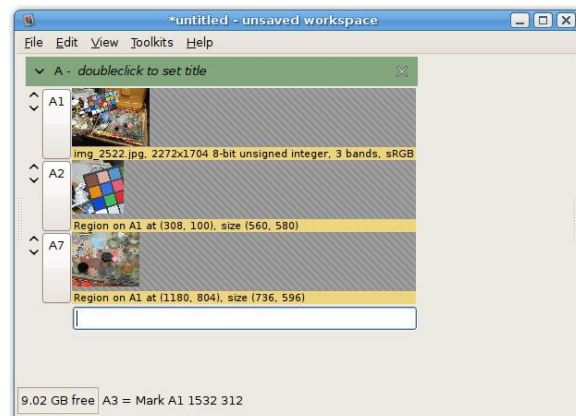 *untitled - unsaved workspace
File Edit View Toolkits Help
A - doubleclick to set title
A1
img_2522.jpg, 2272x1704 8-bit unsigned integer, 3 bands, sRGB
A2
Region on A1 at (308, 100), size (560, 580)
A7
Region on A1 at (1180, 804), size (736, 596)
9.02 GB free A3 = Mark A1 1532 312